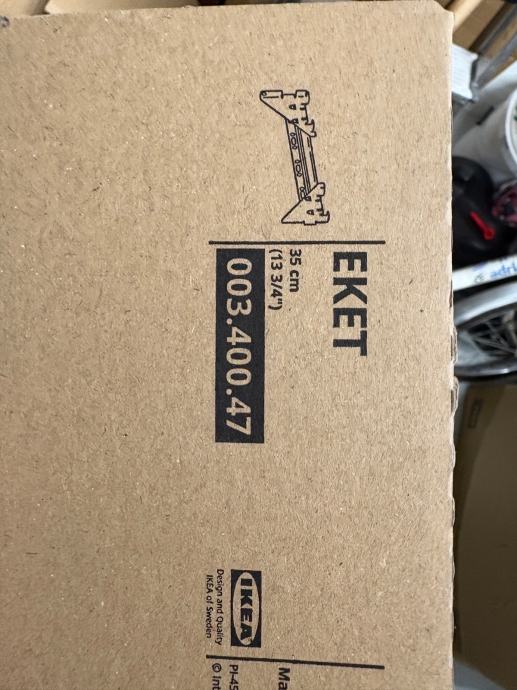 EKET
35 cm
(13 3/4")
003.400.47
IKEA
Design and Quality
IKEA of Sweden